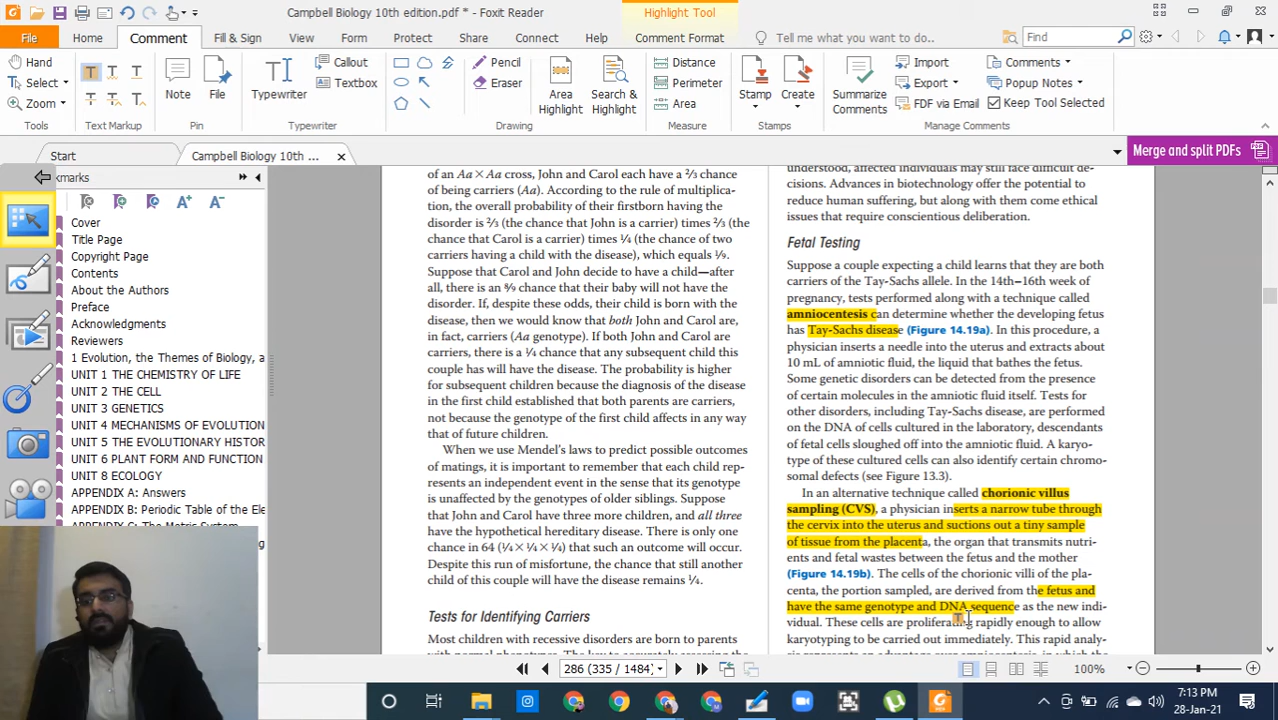 Campbell Biology 10th edition.pdf * - Foxit Reader
Highlight Tool
File
Home
Comment
Fill & Sign
View
Form
Protect
Share
Connect
Help
Comment Format
Tell me what you want to do..
Find
Hand
Select
Zoom
Tools
Text Markup
Note
File
Pin
Typewriter
Callout
Textbox
Typewriter
Pencil
Eraser
Drawing
Area
Highlight
Search &
Highlight
Distance
Perimeter
Area
Measure
Stamp
Create
Stamps
Summarize
Comments
Import
Export
FDF via Email
Comments
Popup Notes
Keep Tool Selected
Manage Comments
Start
Campbell Biology 10th ...
Merge and split PDFs
kmarks
Cover
Title Page
Copyright Page
Contents
About the Authors
Preface
Acknowledgments
Reviewers
1 Evolution, the Themes of Biology, a
UNIT 1 THE CHEMISTRY OF LIFE
UNIT 2 THE CELL
UNIT 3 GENETICS
UNIT 4 MECHANISMS OF EVOLUTION
UNIT 5 THE EVOLUTIONARY HISTOR
UNIT 6 PLANT FORM AND FUNCTION
UNIT 8 ECOLOGY
APPENDIX A: Answers
APPENDIX B: Periodic Table of the Ele
of an Aa × Aa cross, John and Carol each have a ⅔ chance
of being carriers (Aa). According to the rule of multiplica-
tion, the overall probability of their firstborn having the
disorder is ⅔ (the chance that John is a carrier) times ⅔ (the
chance that Carol is a carrier) times ¼ (the chance of two
carriers having a child with the disease), which equals ⅑.
Suppose that Carol and John decide to have a child—after
all, there is an 8⁄9 chance that their baby will not have the
disorder. If, despite these odds, their child is born with the
disease, then we would know that both John and Carol are,
in fact, carriers (Aa genotype). If both John and Carol are
carriers, there is a ¼ chance that any subsequent child this
couple has will have the disease. The probability is higher
for subsequent children because the diagnosis of the disease
in the first child established that both parents are carriers,
not because the genotype of the first child affects in any way
that of future children.
When we use Mendel's laws to predict possible outcomes
of matings, it is important to remember that each child rep-
resents an independent event in the sense that its genotype
is unaffected by the genotypes of older siblings. Suppose
that John and Carol have three more children, and all three
have the hypothetical hereditary disease. There is only one
chance in 64 (¼ × ¼ × ¼) that such an outcome will occur.
Despite this run of misfortune, the chance that still another
child of this couple will have the disease remains ¼.
Tests for Identifying Carriers
Most children with recessive disorders are born to parents
understood, affected individuals may still face difficult de-
cisions. Advances in biotechnology offer the potential to
reduce human suffering, but along with them come ethical
issues that require conscientious deliberation.
Fetal Testing
Suppose a couple expecting a child learns that they are both
carriers of the Tay-Sachs allele. In the 14th–16th week of
pregnancy, tests performed along with a technique called
amniocentesis can determine whether the developing fetus
has Tay-Sachs disease (Figure 14.19a). In this procedure, a
physician inserts a needle into the uterus and extracts about
10 mL of amniotic fluid, the liquid that bathes the fetus.
Some genetic disorders can be detected from the presence
of certain molecules in the amniotic fluid itself. Tests for
other disorders, including Tay-Sachs disease, are performed
on the DNA of cells cultured in the laboratory, descendants
of fetal cells sloughed off into the amniotic fluid. A karyo-
type of these cultured cells can also identify certain chromo-
somal defects (see Figure 13.3).
In an alternative technique called chorionic villus
sampling (CVS), a physician inserts a narrow tube through
the cervix into the uterus and suctions out a tiny sample
of tissue from the placenta, the organ that transmits nutri-
ents and fetal wastes between the fetus and the mother
(Figure 14.19b). The cells of the chorionic villi of the pla-
centa, the portion sampled, are derived from the fetus and
have the same genotype and DNA sequence as the new indi-
vidual. These cells are proliferating rapidly enough to allow
karyotyping to be carried out immediately. This rapid analy-
286 (335 / 1484)
100%
7:13 PM
28-Jan-21